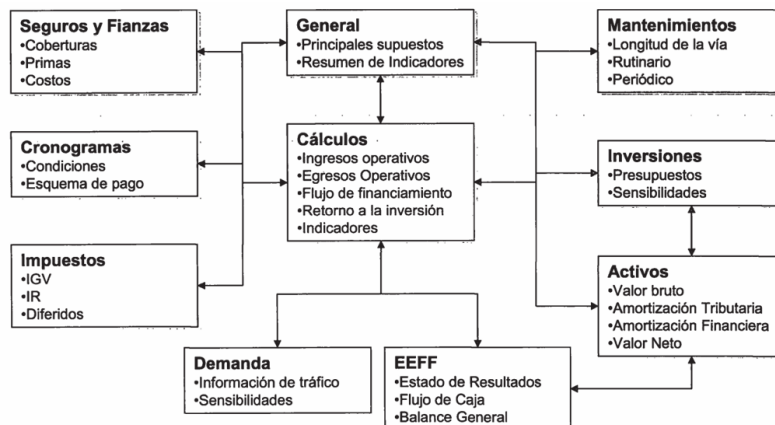 Seguros y Fianzas
•Coberturas
•Primas
•Costos
General
•Principales supuestos
•Resumen de Indicadores
Mantenimientos
•Longitud de la vía
•Rutinario
•Periódico
Cronogramas
•Condiciones
•Esquema de pago
Cálculos
•Ingresos operativos
•Egresos Operativos
•Flujo de financiamiento
•Retorno a la inversión
•Indicadores
Inversiones
•Presupuestos
•Sensibilidades
Impuestos
•IGV
•IR
•Diferidos
Activos
•Valor bruto
•Amortización Tributaria
•Amortización Financiera
•Valor Neto
Demanda
•Información de tráfico
•Sensibilidades
EEFF
•Estado de Resultados
•Flujo de Caja
•Balance General